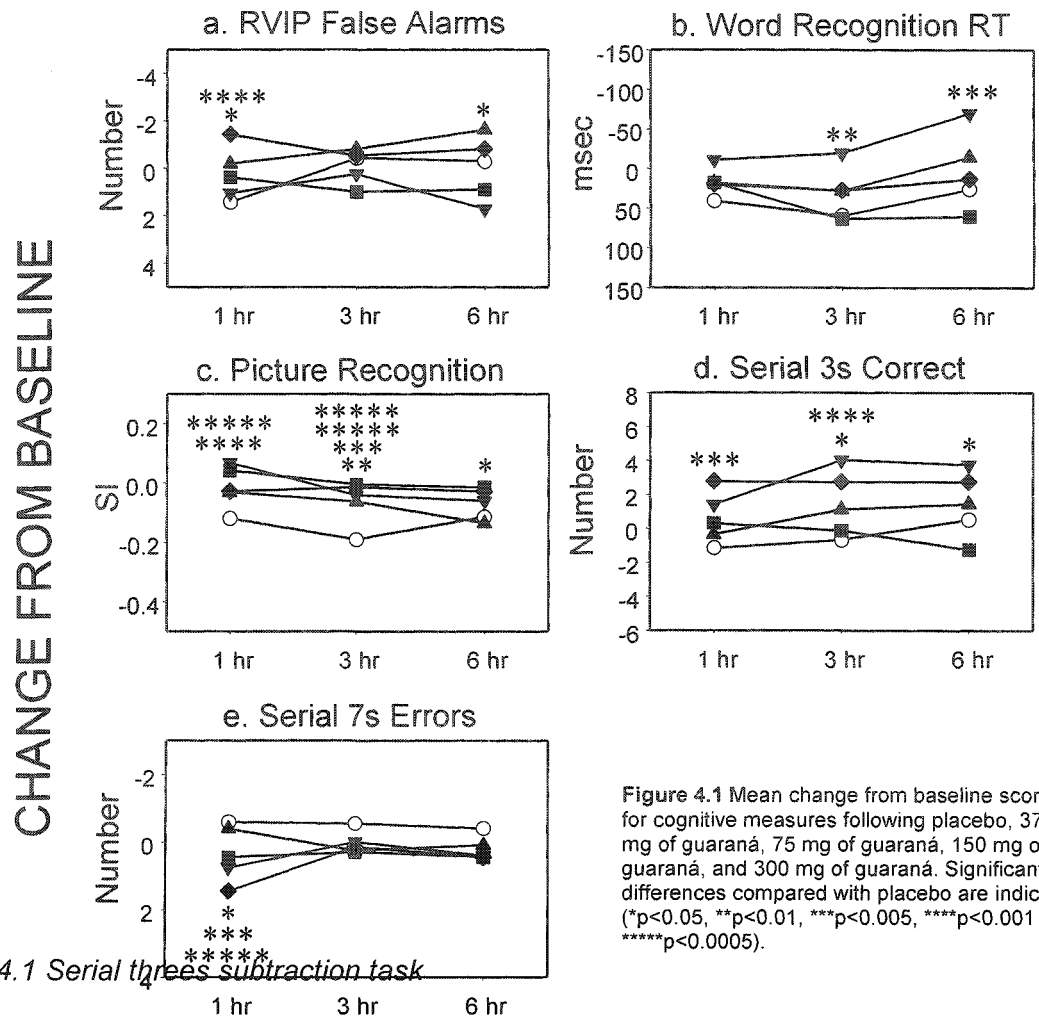 CHANGE FROM BASELINE
a. RVIP False Alarms
Number
-4
-2
0
2
4
****
*
*
1 hr
3 hr
6 hr
b. Word Recognition RT
msec
-150
-100
-50
0
50
100
150
**
***
1 hr
3 hr
6 hr
c. Picture Recognition
SI
0.2
0.0
-0.2
-0.4
*****
****
*****
*****
***
**
*
1 hr
3 hr
6 hr
d. Serial 3s Correct
Number
8
6
4
2
0
-2
-4
-6
***
****
*
*
1 hr
3 hr
6 hr
e. Serial 7s Errors
Number
-2
0
2
4
*
***
*****
1 hr
3 hr
6 hr
4.1 Serial threes subtraction task
Figure 4.1 Mean change from baseline scor
for cognitive measures following placebo, 37
mg of guaraná, 75 mg of guaraná, 150 mg o
guaraná, and 300 mg of guaraná. Significant
differences compared with placebo are indic
(*p<0.05, **p<0.01, ***p<0.005, ****p<0.001
*****p<0.0005).